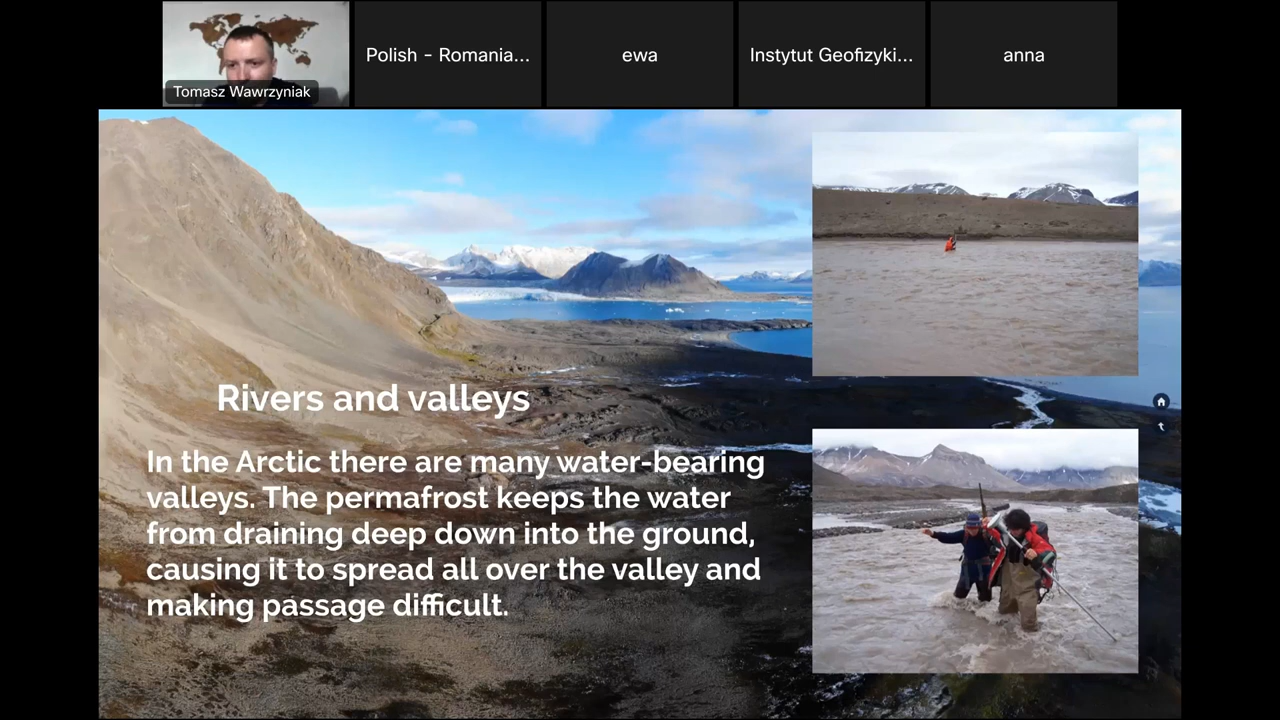 Polish - Romania...
ewa
Instytut Geofizyki...
anna
Tomasz Wawrzyniak
Rivers and valleys
In the Arctic there are many water-bearing
valleys. The permafrost keeps the water
from draining deep down into the ground,
causing it to spread all over the valley and
making passage difficult.